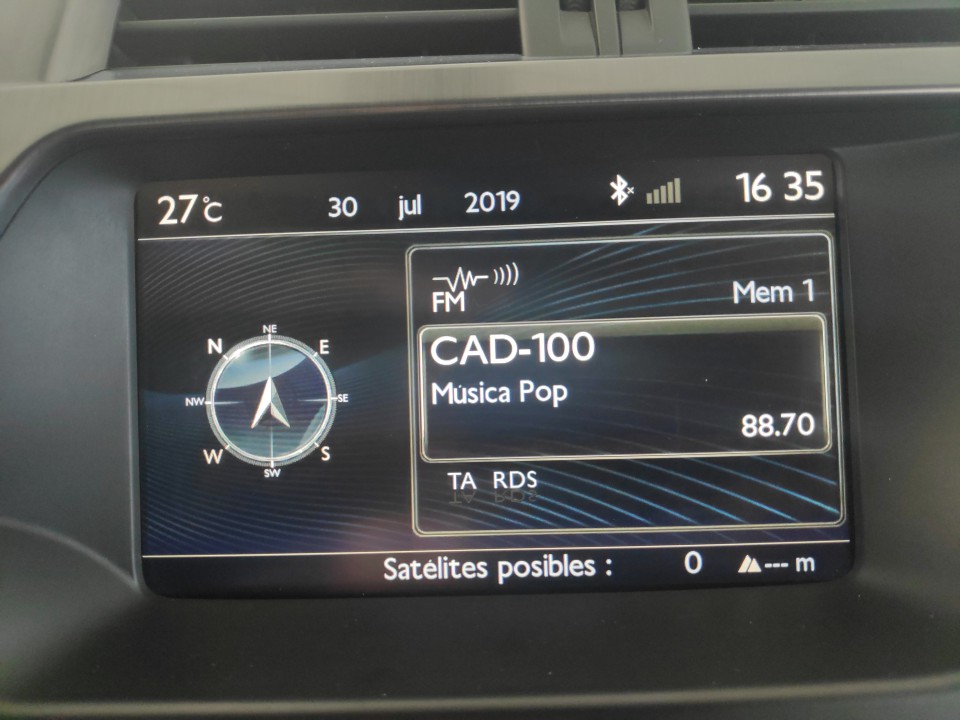 27°C 30 jul 2019 16 35
FM Mem 1
CAD-100
Música Pop
88.70
TA RDS
NE
N E
NW SE
W S
SW
Satélites posibles : 0 --- m